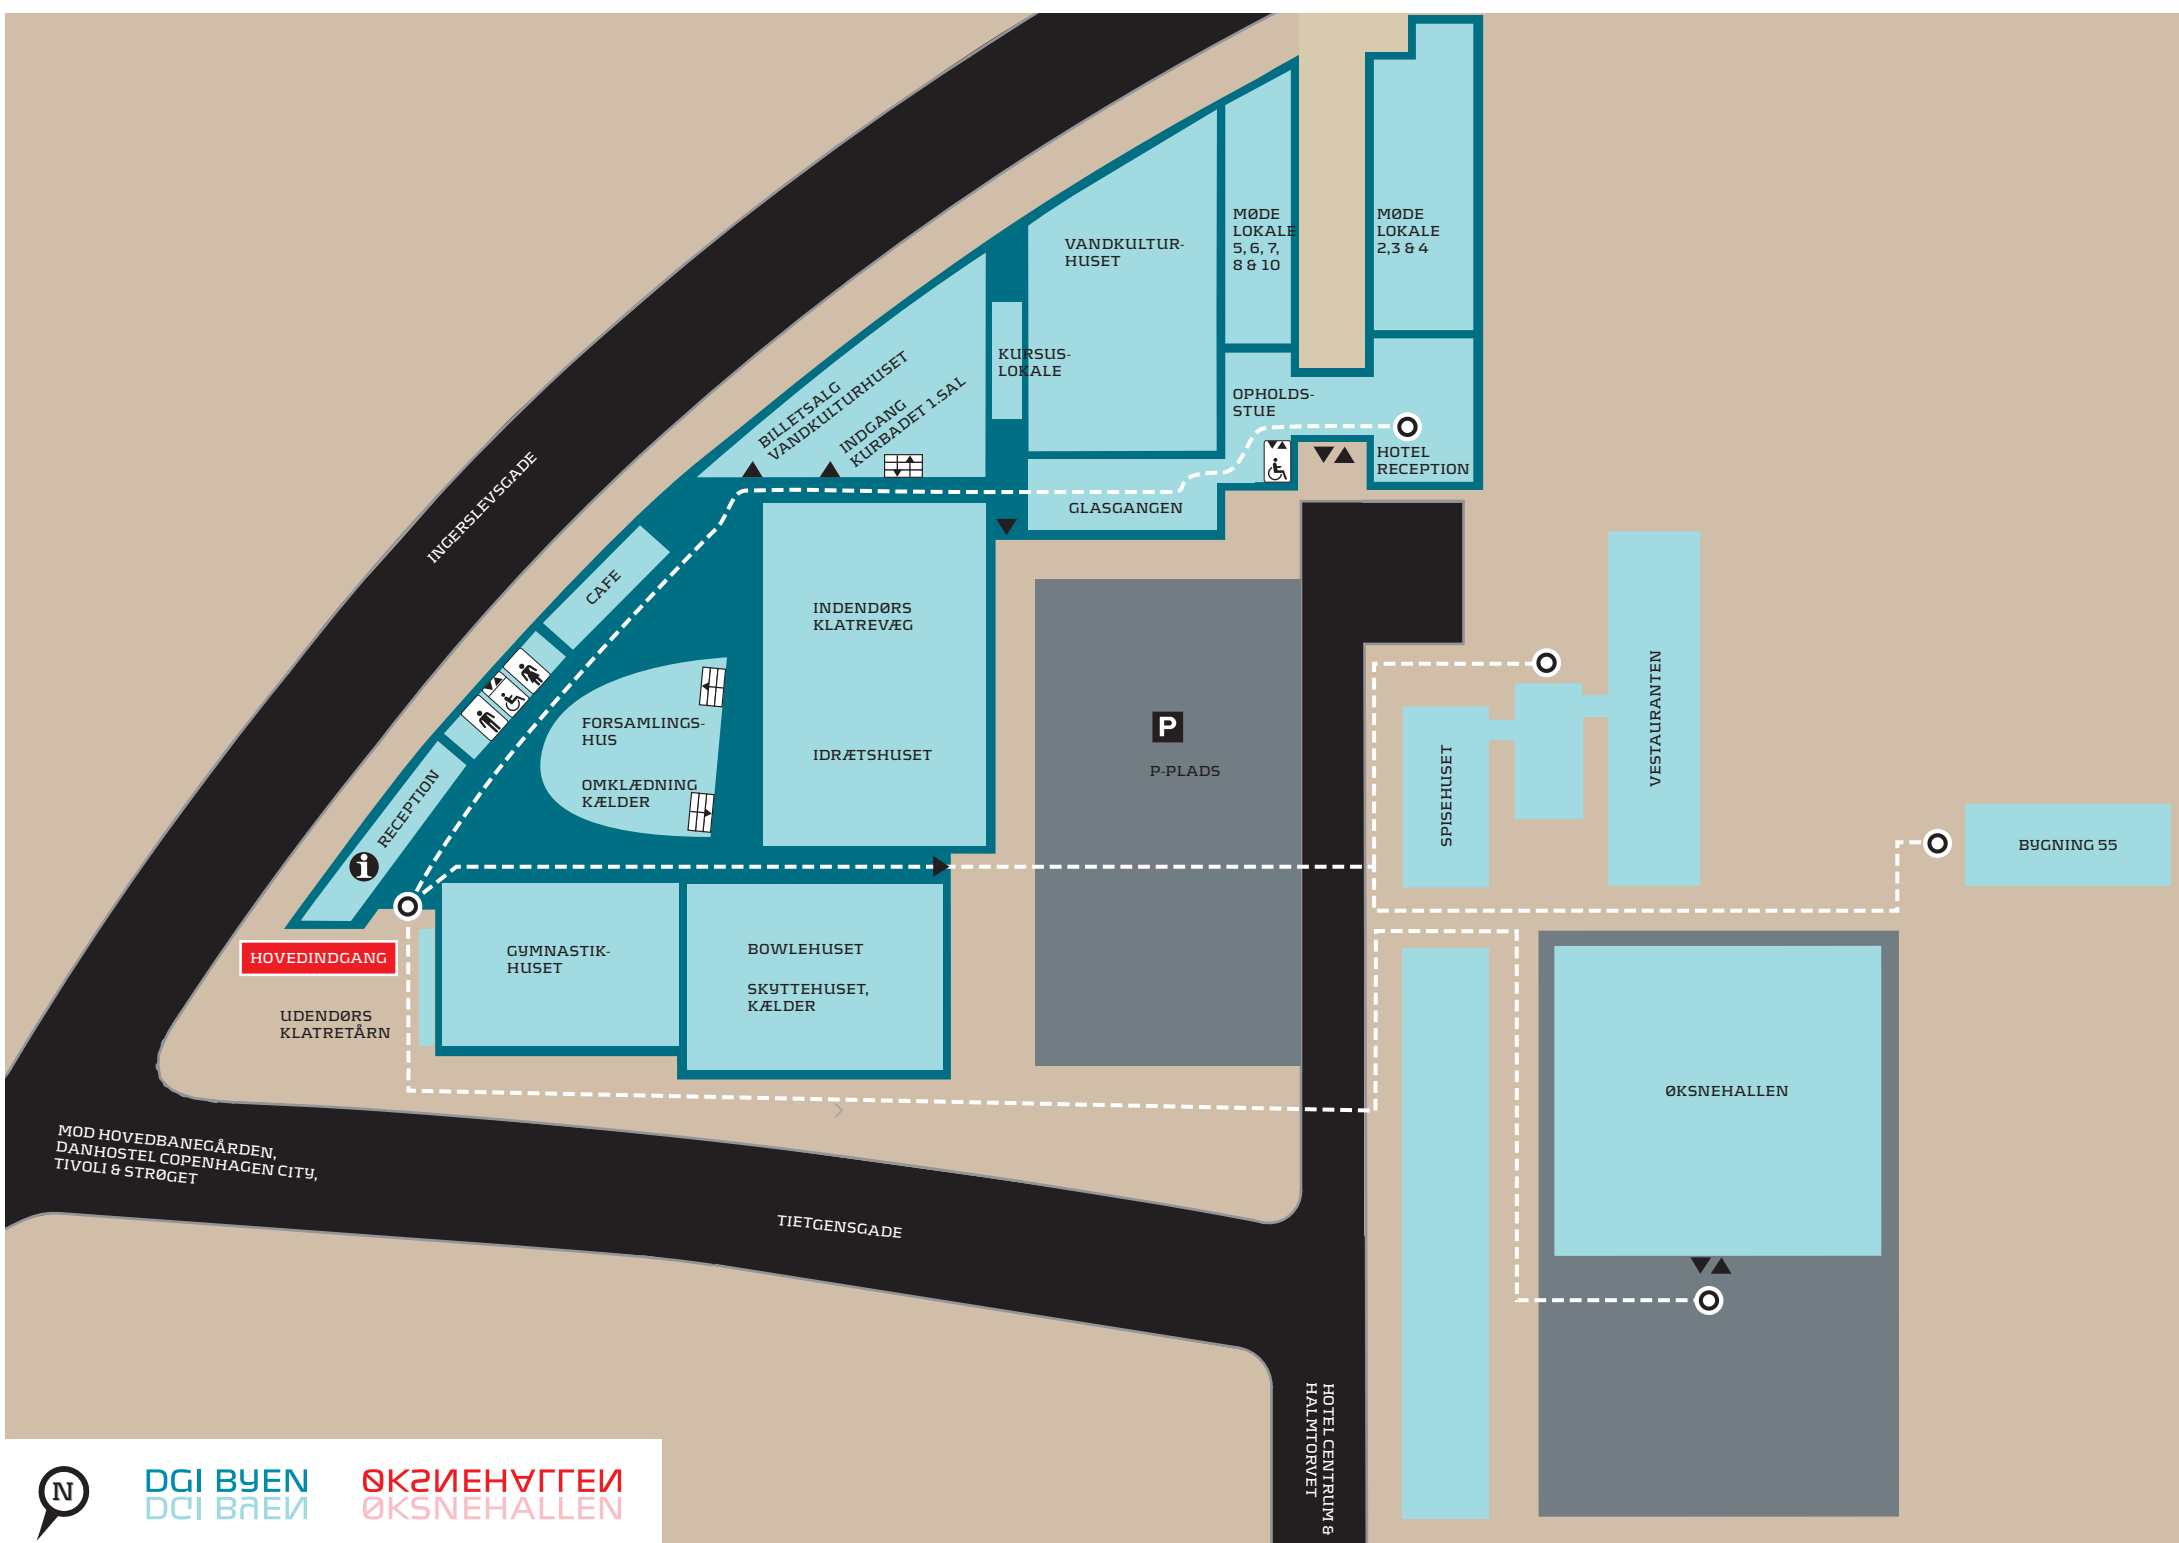 MØDE
LOKALE
5, 6, 7,
8 & 10
MØDE
LOKALE
2,3 & 4
VANDKULTUR-
HUSET
KURSUS-
LOKALE
BILLETSALG
VANDKULTURHUSET
INDGANG
KURBADET 1.SAL
OPHOLDS-
STUE
HOTEL
RECEPTION
GLASGANGEN
INGERSLEVSGADE
CAFE
INDENDØRS
KLATREVÆG
IDRÆTSHUSET
FORSAMLINGS-
HUS
OMKLÆDNING
KÆLDER
RECEPTION
i
P
P-PLADS
SPISEHUSET
VESTAURANTEN
BYGNING 55
HOVEDINDGANG
GYMNASTIK-
HUSET
BOWLEHUSET
SKYTTEHUSET,
KÆLDER
UDENDØRS
KLATRETÅRN
ØKSNEHALLEN
MOD HOVEDBANEGÅRDEN,
DANHOSTEL COPENHAGEN CITY,
TIVOLI & STRØGET
TIETGENSGADE
HOTEL CENTRUM &
HALMTORVET
N
DGI BYEN
DGI BYEN
ØKSNEHALLEN
ØKSNEHALLEN